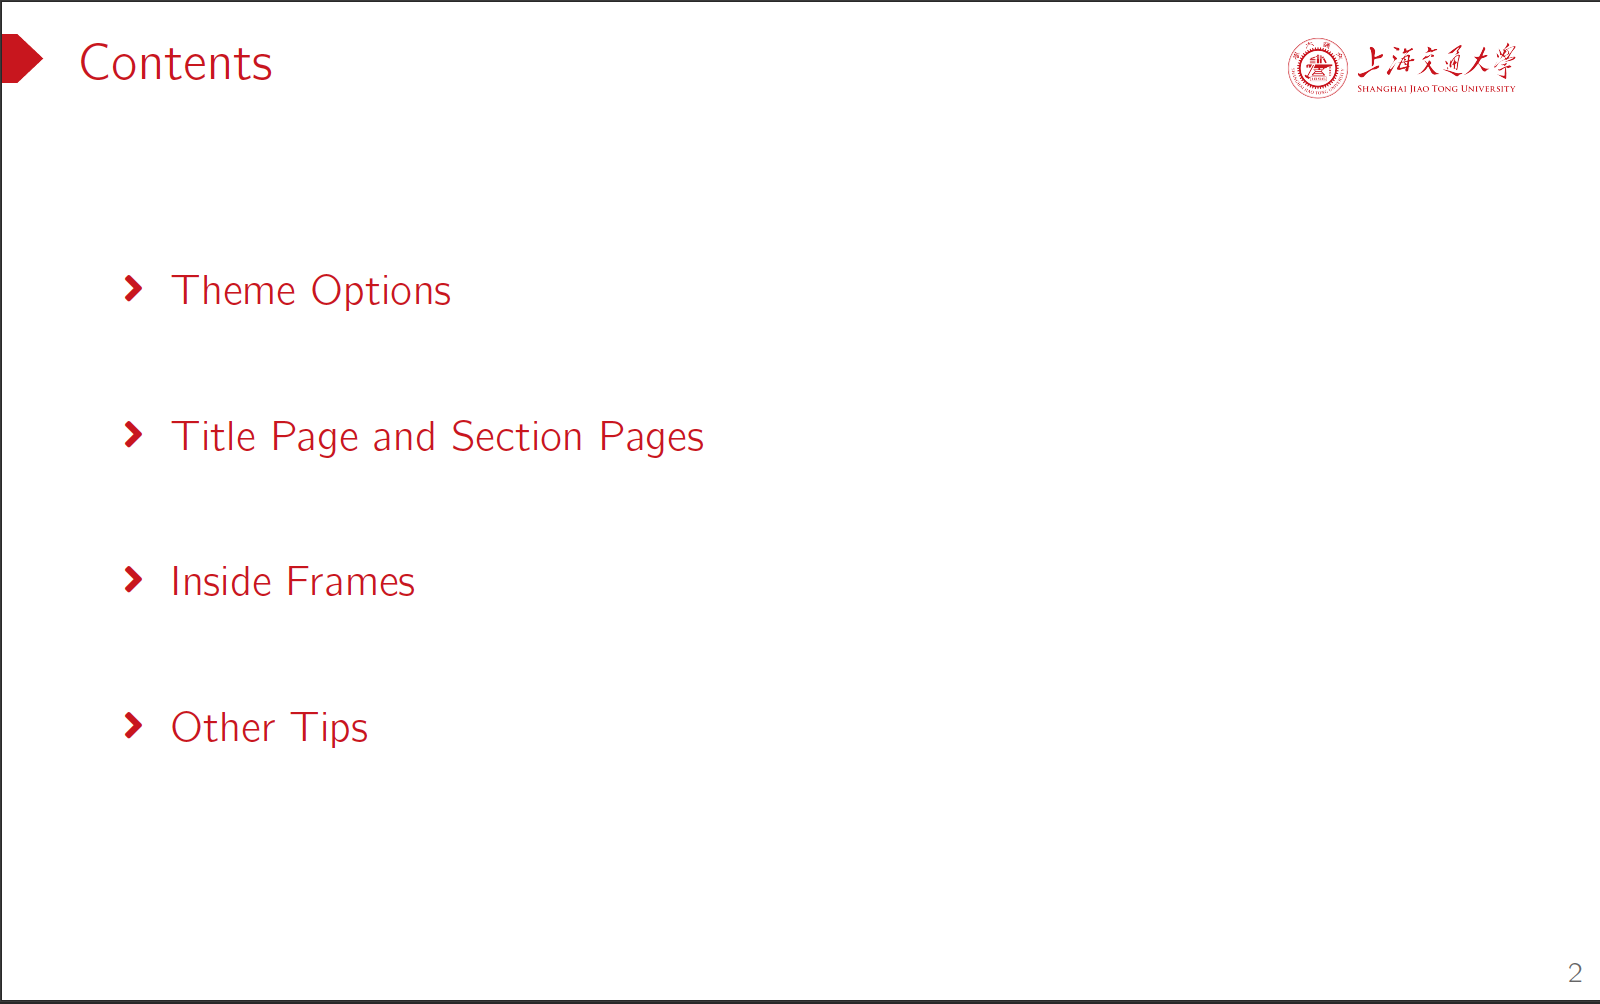 Contents
上海交通大學
SHANGHAI JIAO TONG UNIVERSITY
Theme Options
Title Page and Section Pages
Inside Frames
Other Tips
2